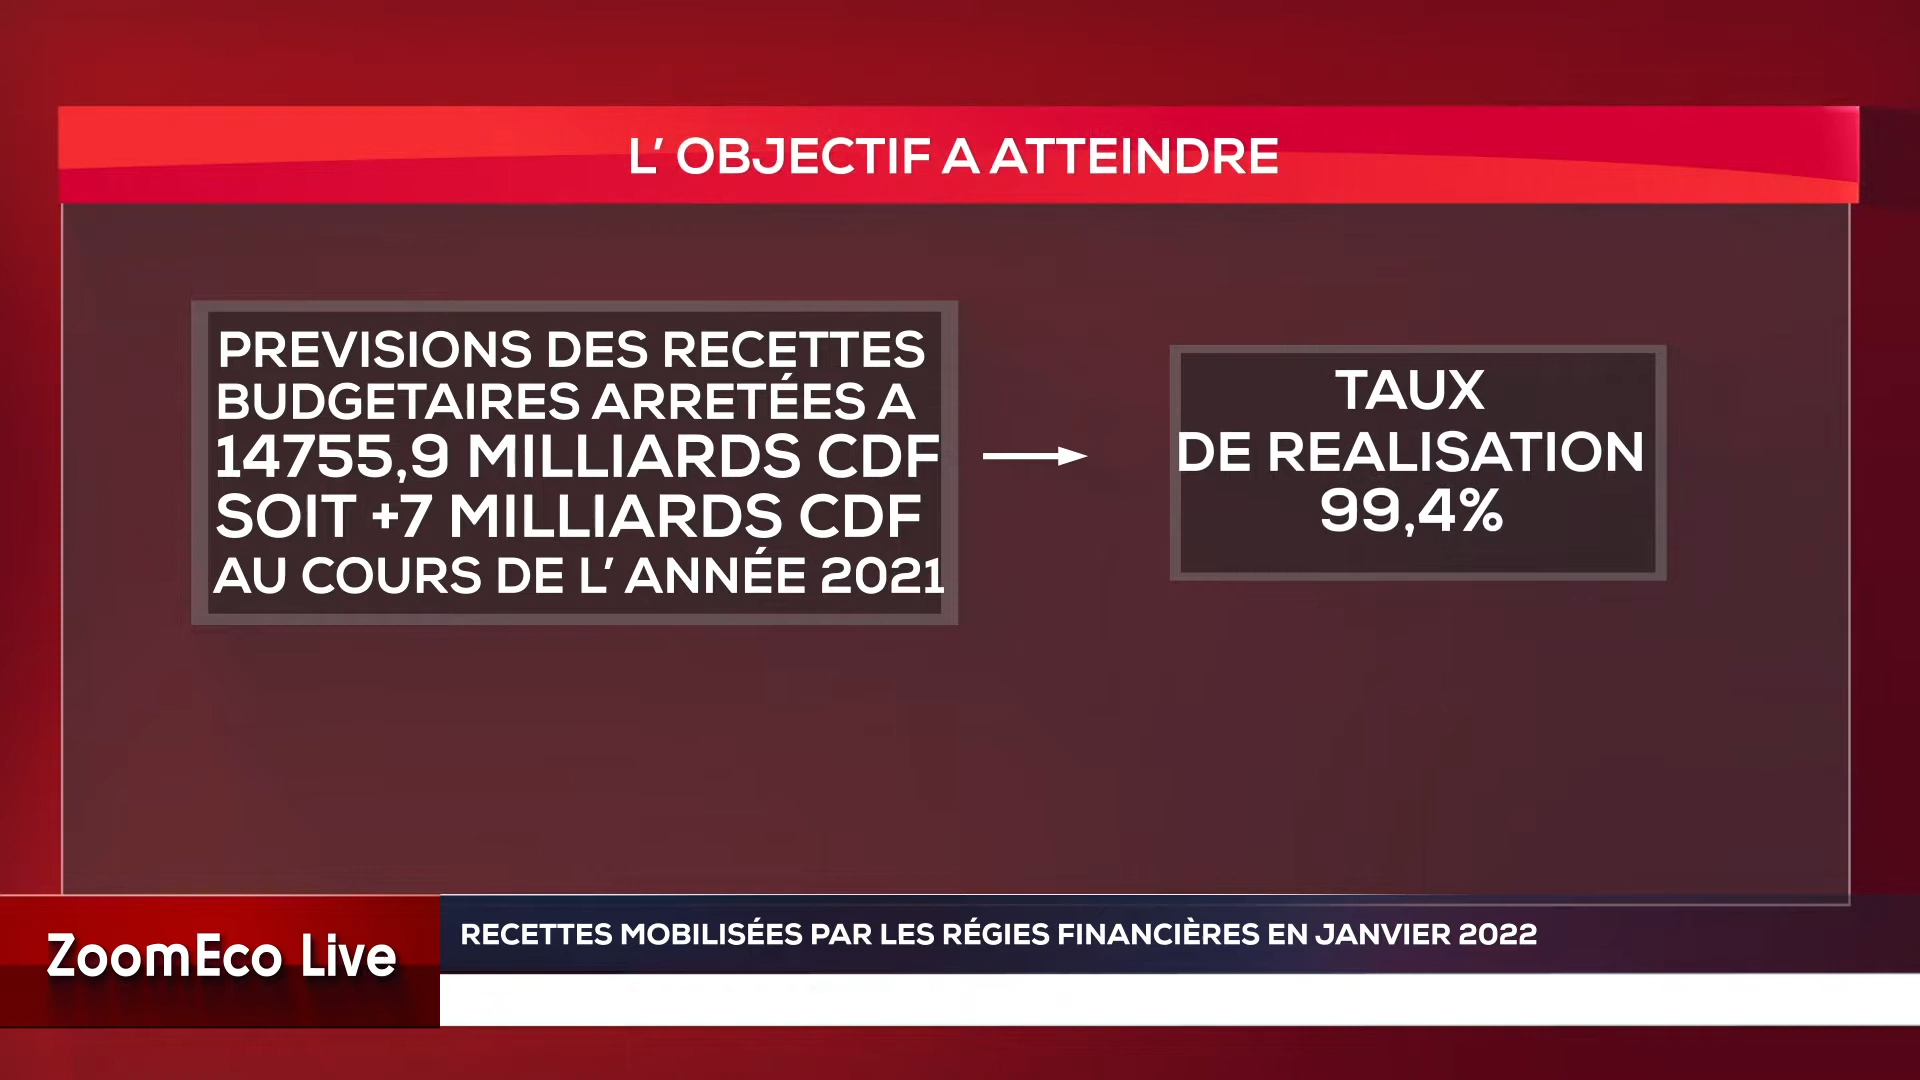 L' OBJECTIF A ATTEINDRE
PREVISIONS DES RECETTES
BUDGETAIRES ARRETÉES A
14755,9 MILLIARDS CDF
SOIT +7 MILLIARDS CDF
AU COURS DE L' ANNÉE 2021
TAUX
DE REALISATION
99,4%
ZoomEco Live
RECETTES MOBILISÉES PAR LES RÉGIES FINANCIÈRES EN JANVIER 2022